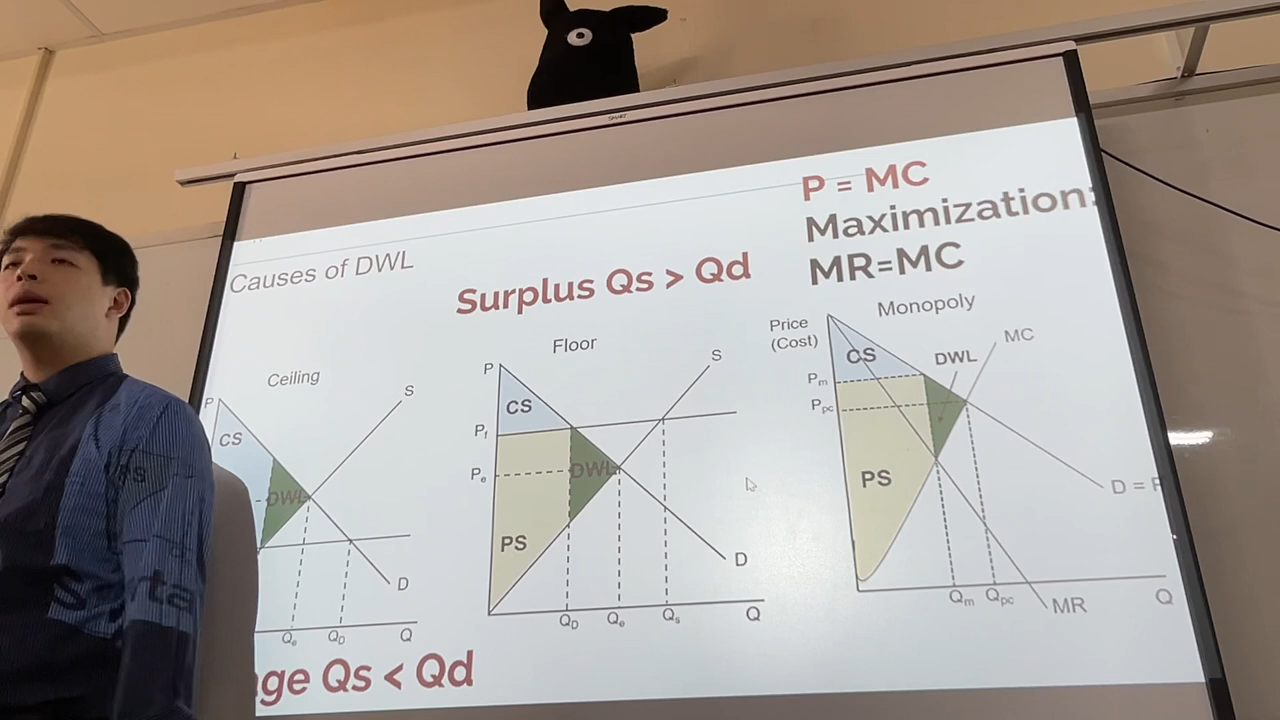 SMART
P = MC
Maximization:
MR=MC
Causes of DWL
Surplus Qs > Qd
Ceiling
P
S
CS
DWL
D
Qe
QD
Q
Floor
P
S
CS
Pf
Pe
DWL
PS
D
QD
Qe
Qs
Q
Monopoly
Price
(Cost)
MC
CS
DWL
Pm
Ppc
PS
D =
Qm
Qpc
MR
Q
Qs < Qd